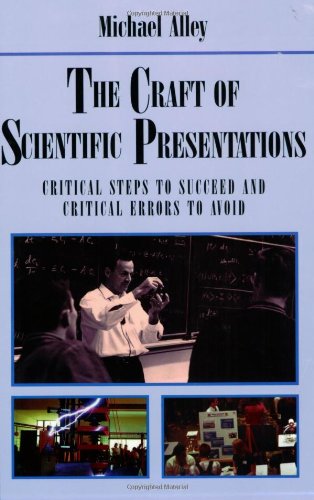 Michael Alley
THE CRAFT OF
SCIENTIFIC PRESENTATIONS
CRITICAL STEPS TO SUCCEED AND
CRITICAL ERRORS TO AVOID